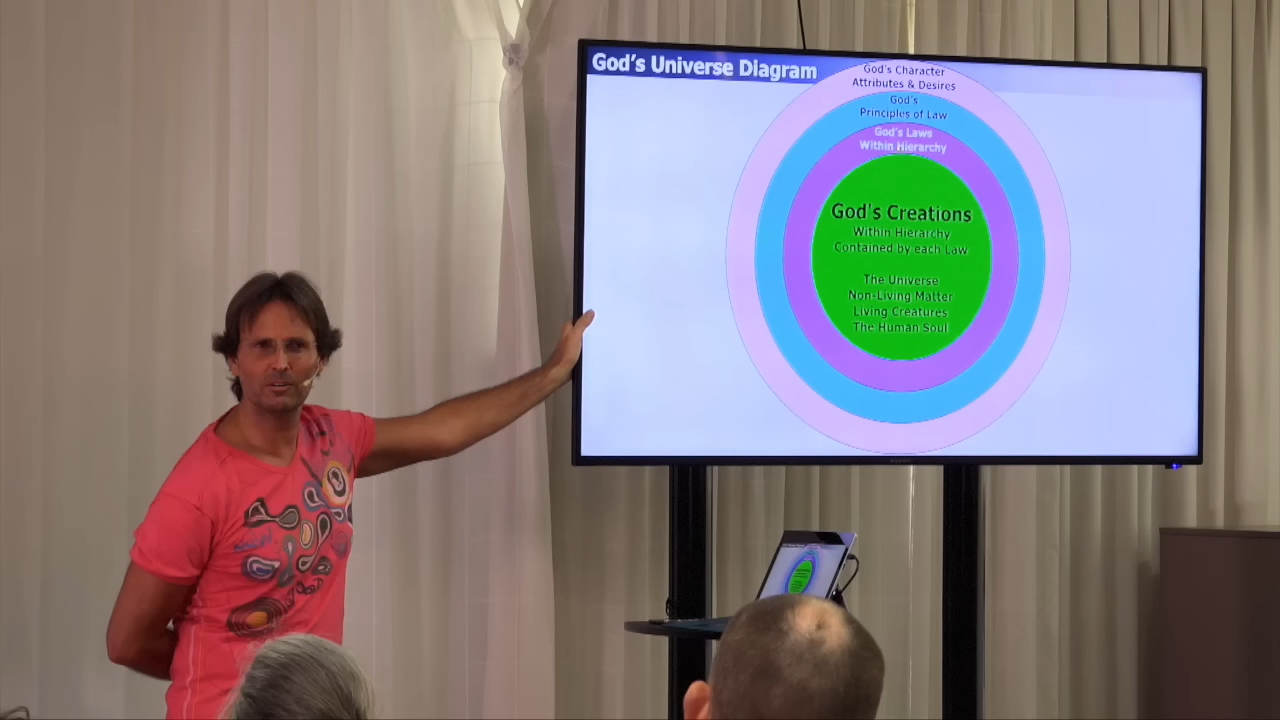 God's Universe Diagram
God's Character
Attributes & Desires
God's
Principles of Law
God's Laws
Within Hierarchy
God's Creations
Within Hierarchy
Contained by each Law
The Universe
Non-Living Matter
Living Creatures
The Human Soul